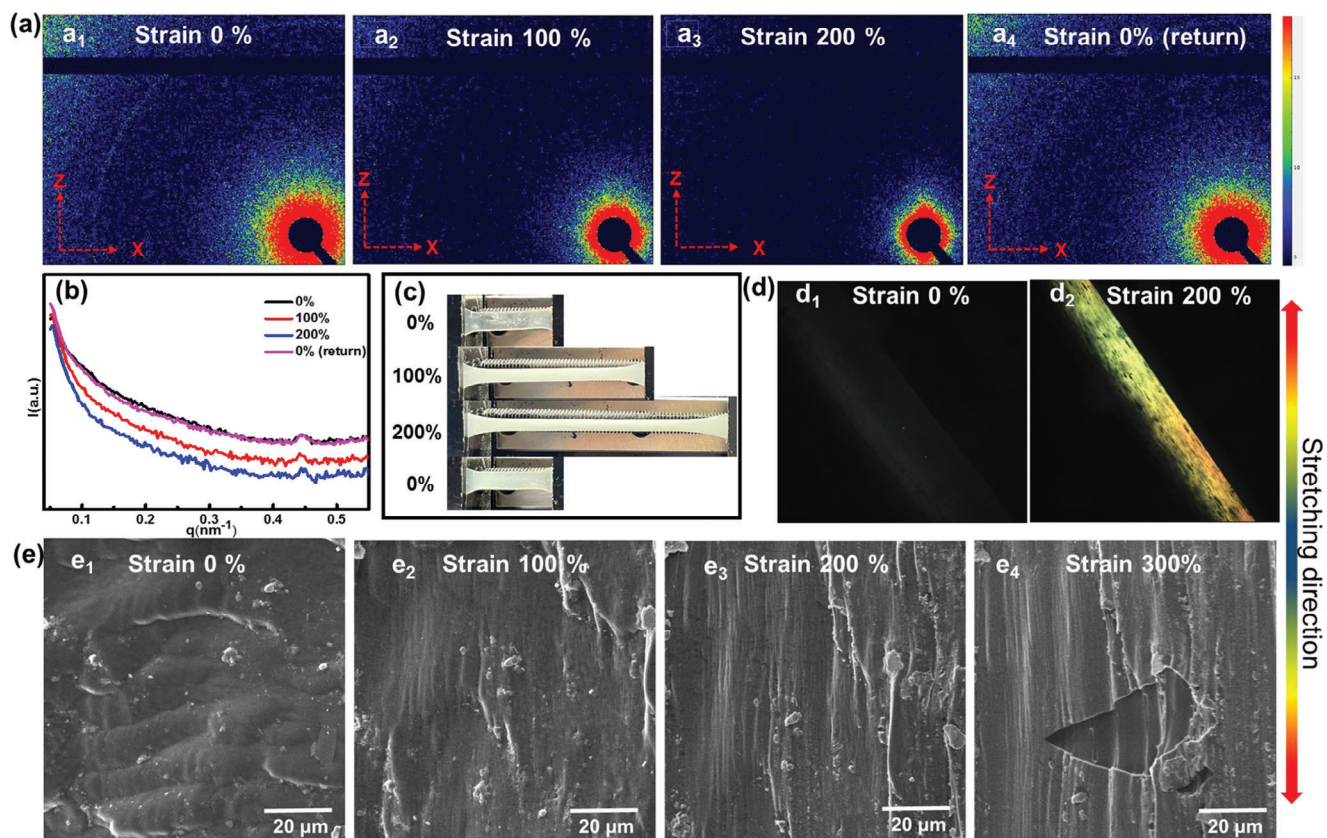 (a)
a1 Strain 0 %
a2 Strain 100 %
a3 Strain 200 %
a4 Strain 0% (return)
15
10
5
Z
X
Z
X
Z
X
Z
X
(b)
0%
100%
200%
0% (return)
I(a.u.)
0.1 0.2 0.3 0.4 0.5
q(nm⁻¹)
(c)
0%
100%
200%
0%
(d)
d1 Strain 0 %
d2 Strain 200 %
Stretching direction
(e)
e1 Strain 0 %
20 µm
e2 Strain 100 %
20 µm
e3 Strain 200 %
20 µm
e4 Strain 300%
20 µm